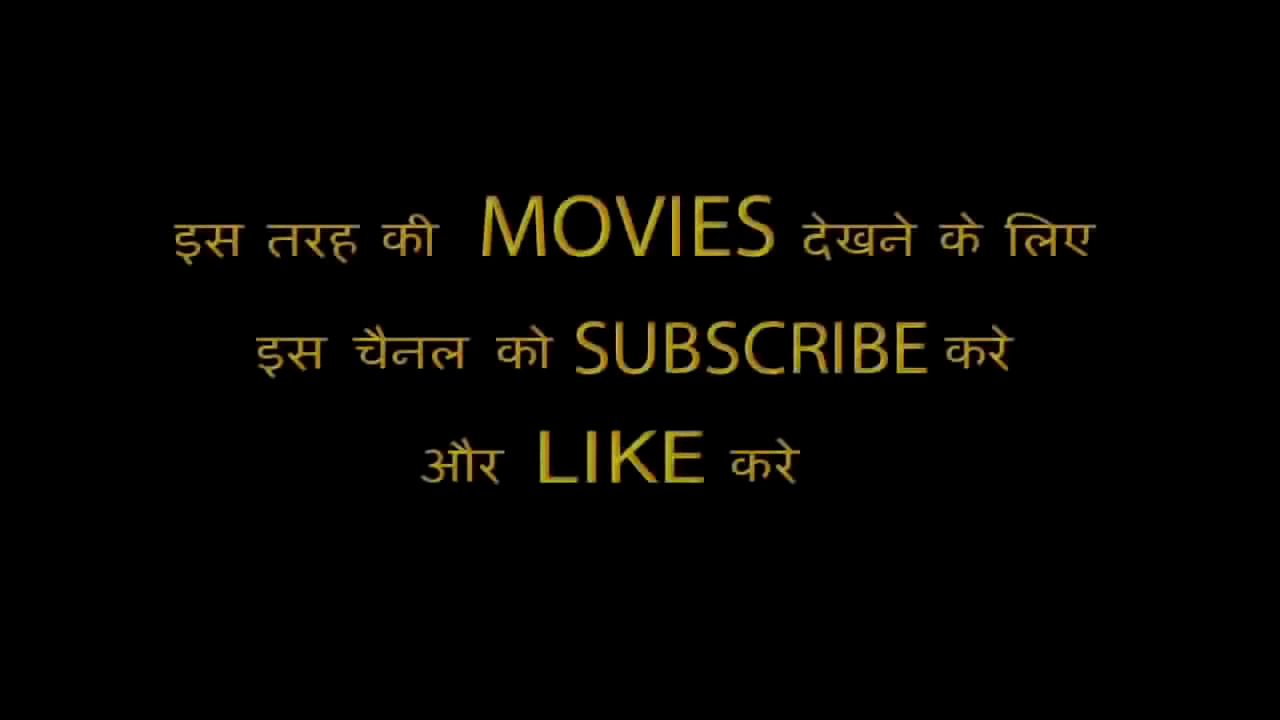 इस तरह की MOVIES देखने के लिए
इस चैनल को SUBSCRIBE करे
और LIKE करे